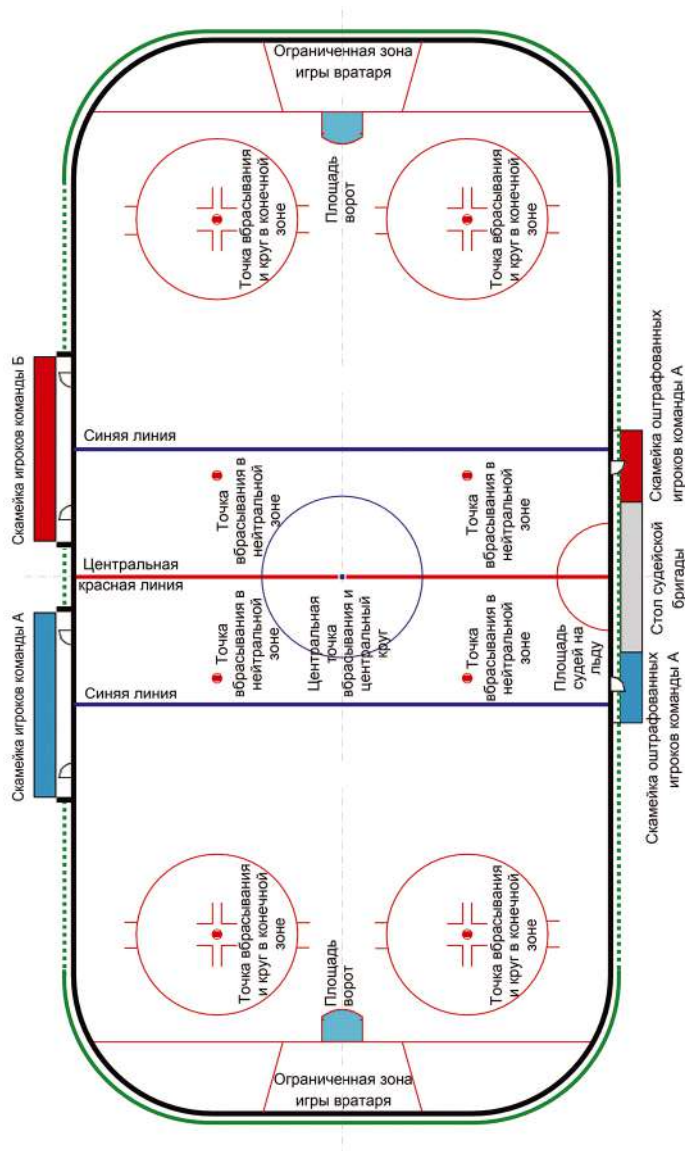 Ограниченная зона
игры вратаря
Площадь
ворот
Точка вбрасывания
и круг в конечной
зоне
Точка вбрасывания
и круг в конечной
зоне
Скамейка игроков команды Б
Синяя линия
Точка
вбрасывания в
нейтральной
зоне
Точка
вбрасывания в
нейтральной
зоне
Скамейка оштрафованных
игроков команды А
Центральная
красная линия
Стол судейской
бригады
Скамейка игроков команды А
Точка
вбрасывания в
нейтральной
зоне
Центральная
точка
вбрасывания и
центральный
круг
Точка
вбрасывания в
нейтральной
зоне
Площадь
судей на
льду
Синяя линия
Скамейка оштрафованных
игроков команды А
Точка вбрасывания
и круг в конечной
зоне
Точка вбрасывания
и круг в конечной
зоне
Площадь
ворот
Ограниченная зона
игры вратаря